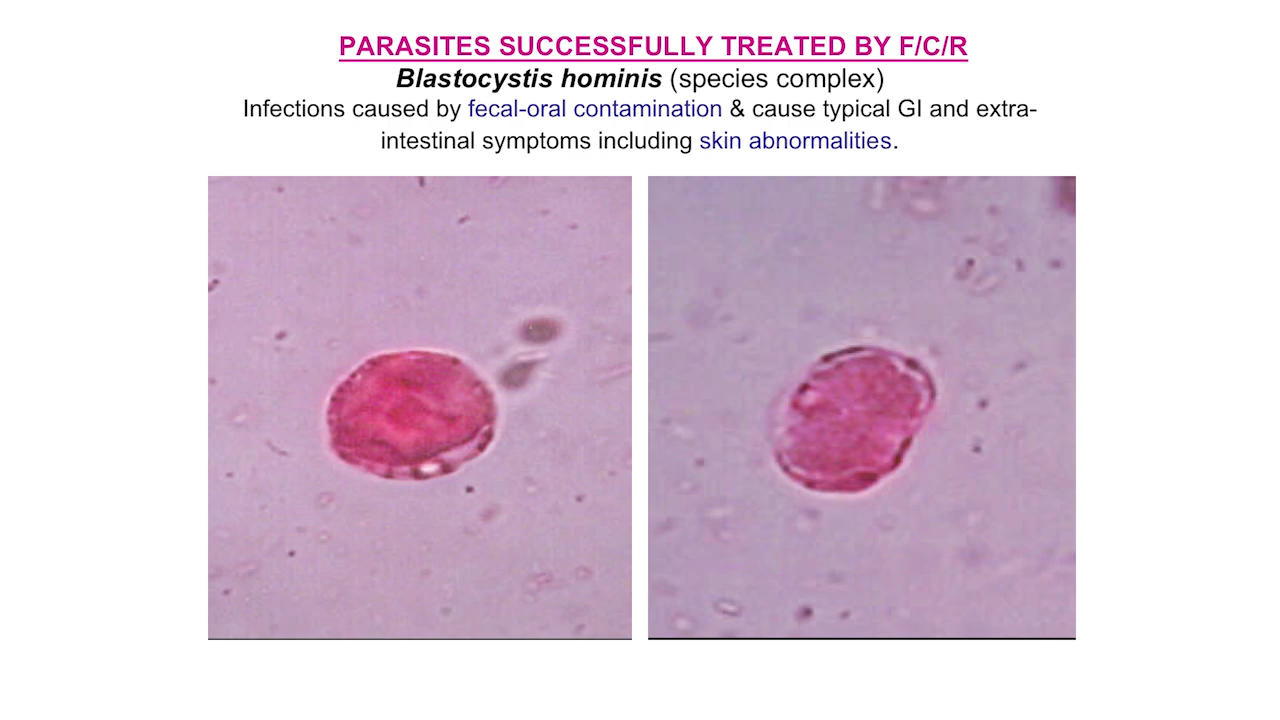 PARASITES SUCCESSFULLY TREATED BY F/C/R
Blastocystis hominis (species complex)
Infections caused by fecal-oral contamination & cause typical GI and extra-
intestinal symptoms including skin abnormalities.